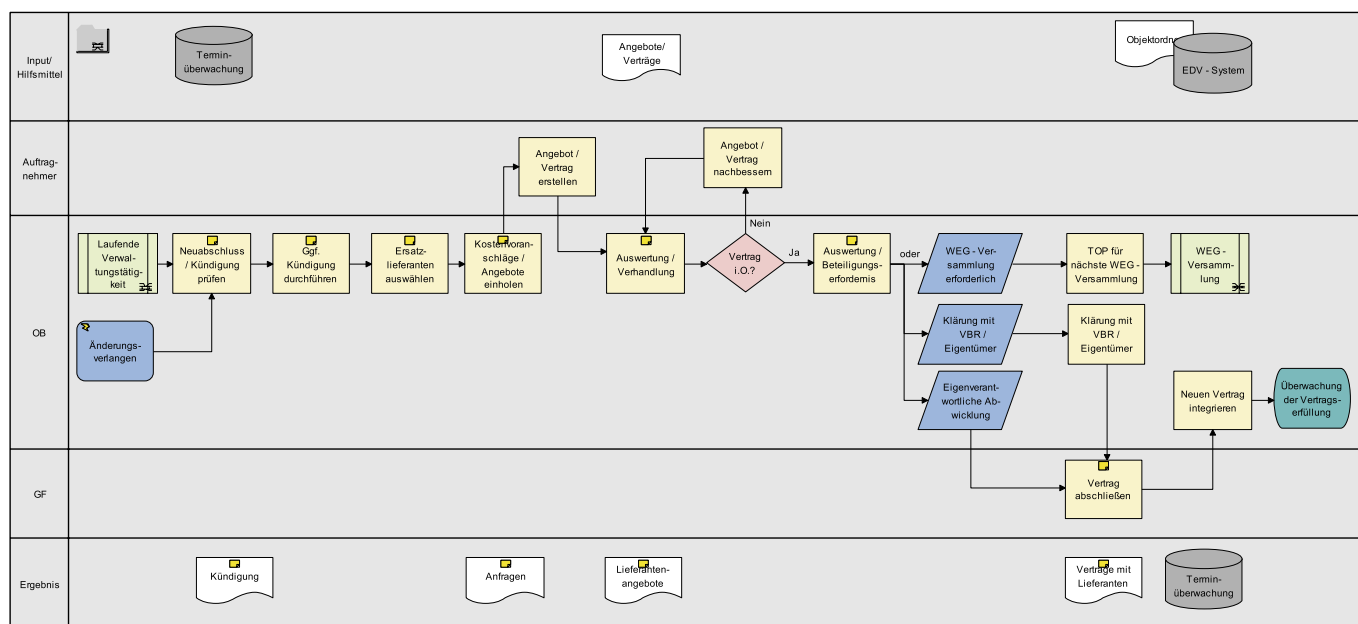 Input/
Hilfsmittel
Termin-
überwachung
Angebote/
Verträge
EDV - System
Auftrag-
nehmer
Angebot /
Vertrag
erstellen
Angebot /
Vertrag
nachbessern
OB
Laufende
Verwal-
tungstätig-
keit
Neuabschluss
/ Kündigung
prüfen
Ggf.
Kündigung
durchführen
Ersatz-
lieferanten
auswählen
Kostenvoran-
schläge /
Angebote
einholen
Auswertung /
Verhandlung
Nein
Vertrag
i.O.?
Ja
Auswertung /
Beteiligungs-
erfordernis
oder
WEG - Ver-
sammlung
erforderlich
TOP für
nächste WEG -
Versammlung
WEG -
Versamm-
lung
Änderungs-
verlangen
Klärung mit
VBR /
Eigentümer
Klärung mit
VBR /
Eigentümer
Eigenverant-
wortliche Ab-
wicklung
Neuen Vertrag
integrieren
Überwachung
der Vertrags-
erfüllung
GF
Vertrag
abschließen
Ergebnis
Kündigung
Anfragen
Lieferanten-
angebote
Verträge mit
Lieferanten
Termin-
überwachung